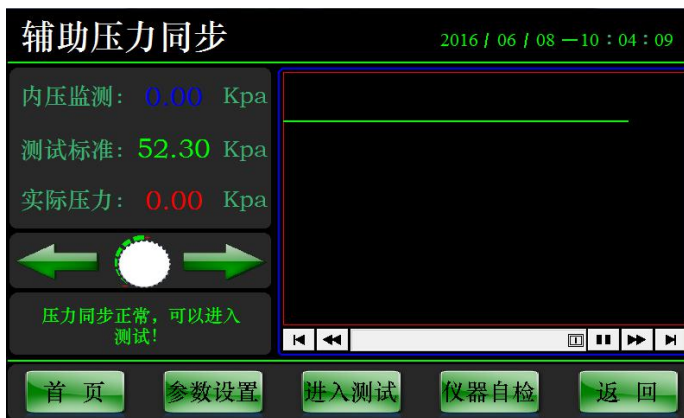 辅助压力同步
2016 / 06 / 08 —10：04：09
内压监测： 0.00 Kpa
测试标准： 52.30 Kpa
实际压力： 0.00 Kpa
压力同步正常，可以进入
测试！
首 页
参数设置
进入测试
仪器自检
返 回